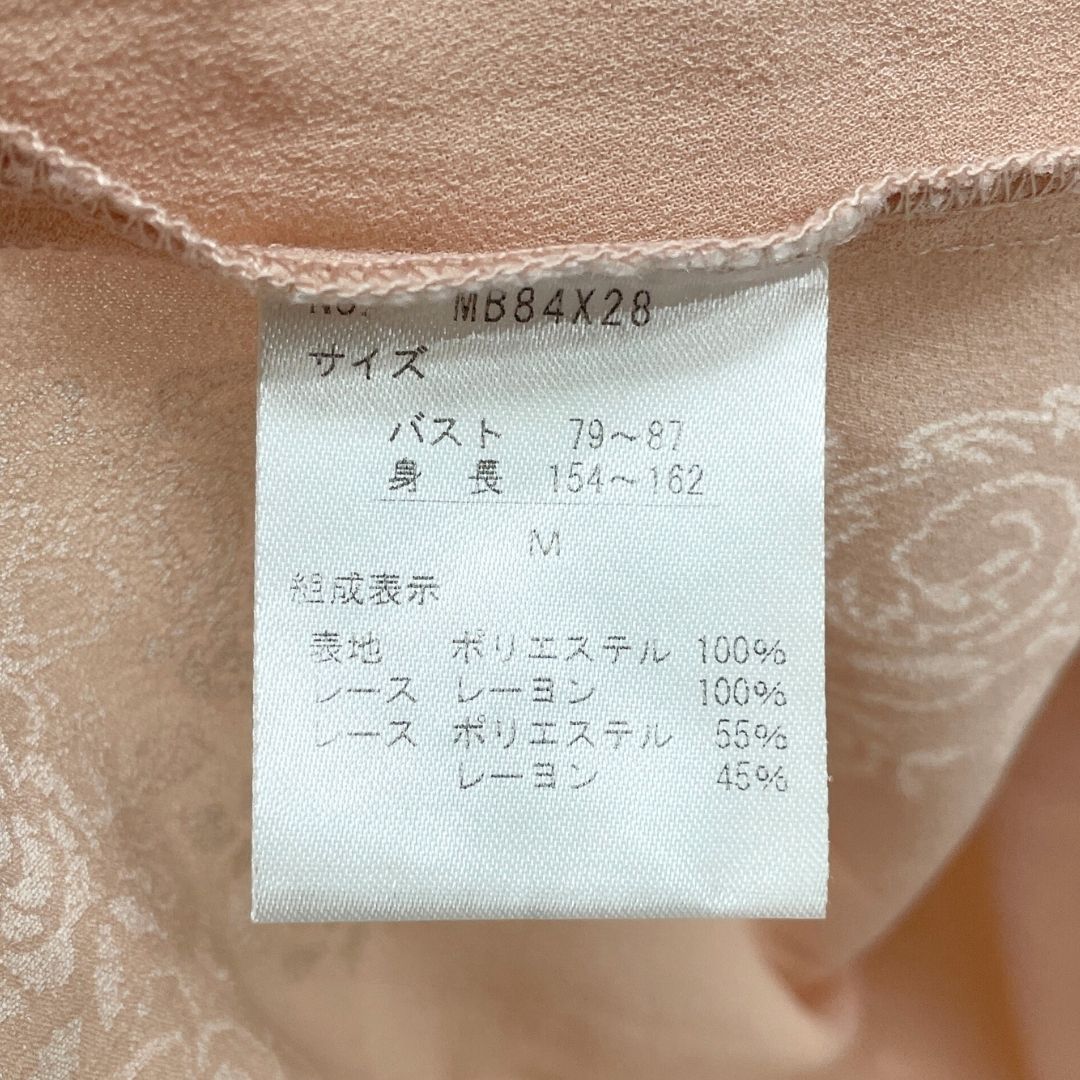 No. MB84X28
サイズ
バスト 79～87
身長 154～162
M
組成表示
表地 ポリエステル 100%
レース レーヨン 100%
レース ポリエステル 55%
レーヨン 45%